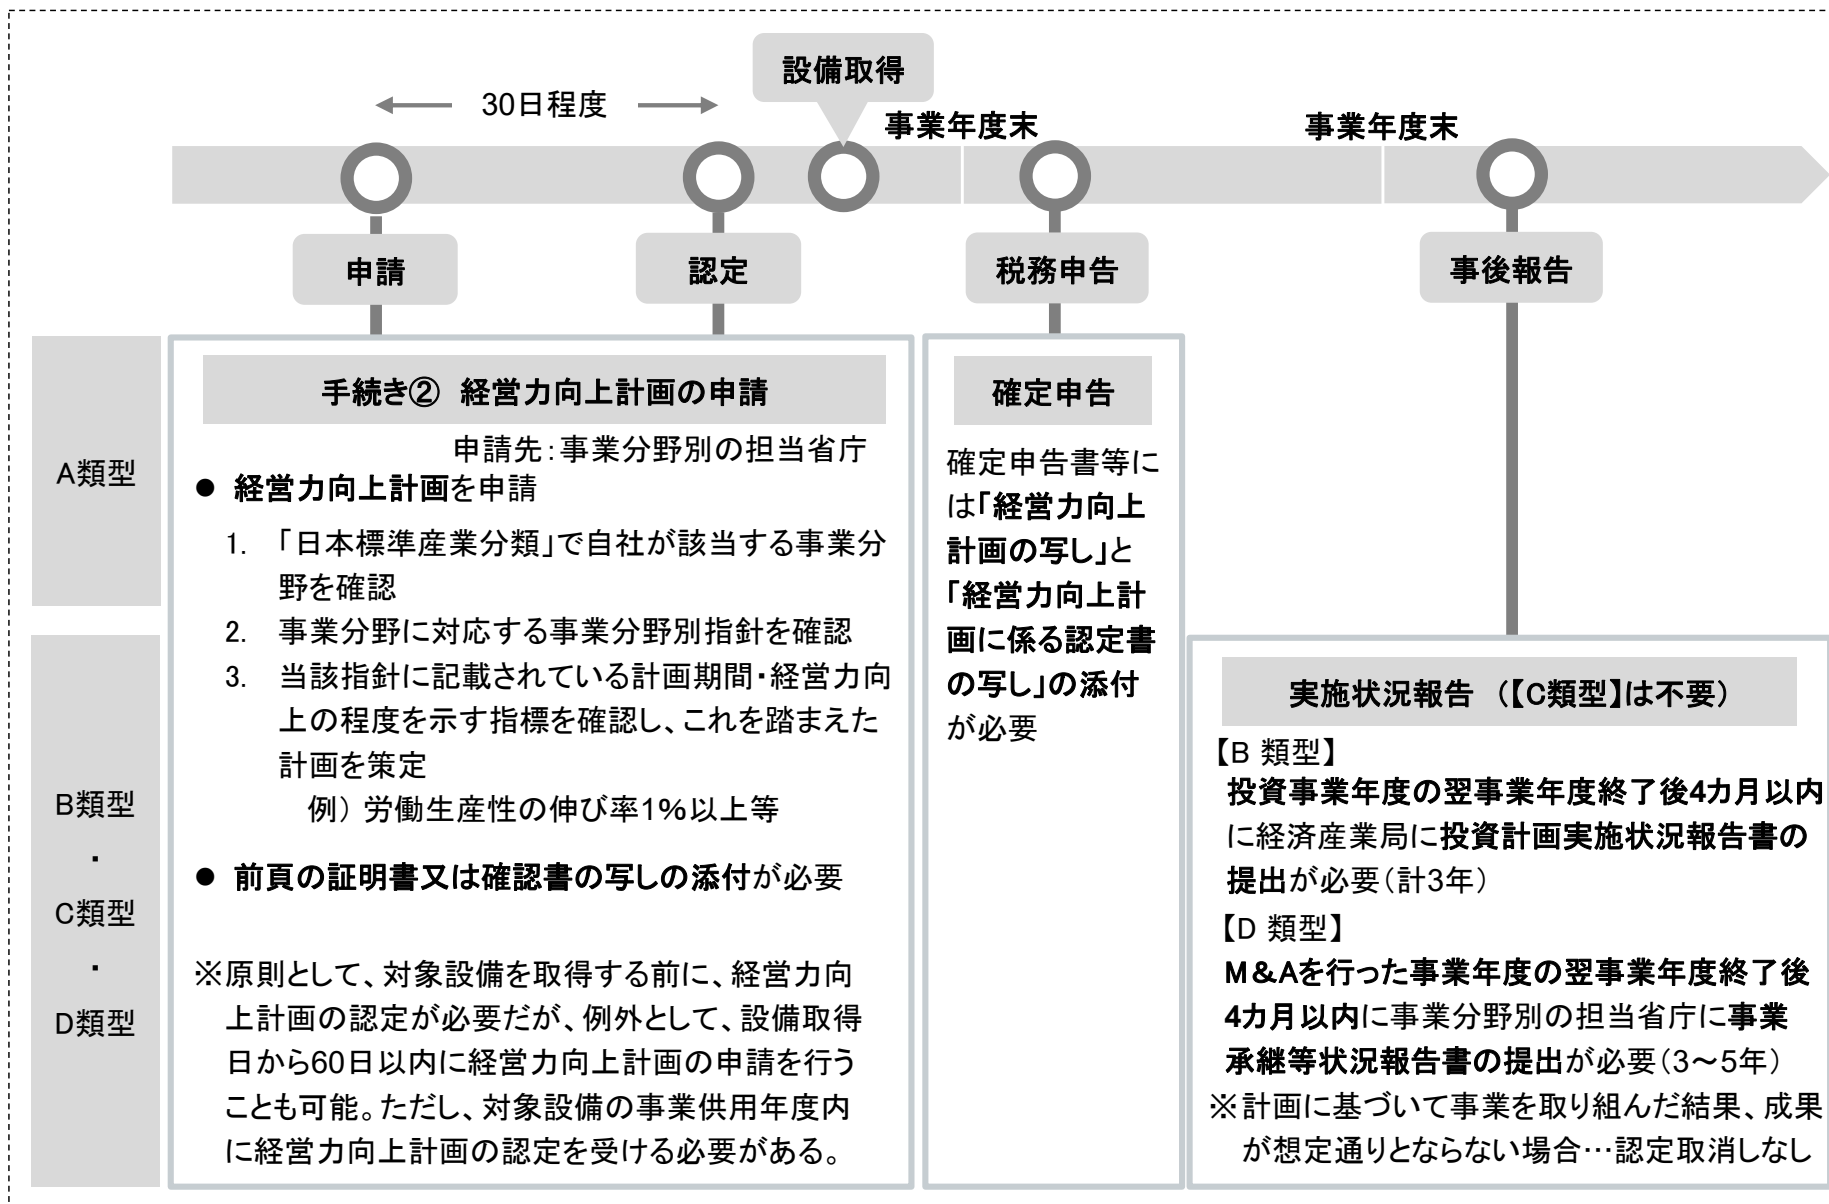 設備取得
30日程度
事業年度末
事業年度末
申請
認定
税務申告
事後報告
A類型
B類型
・
C類型
・
D類型
手続き② 経営力向上計画の申請
申請先：事業分野別の担当省庁
● 経営力向上計画を申請
1. 「日本標準産業分類」で自社が該当する事業分
野を確認
2. 事業分野に対応する事業分野別指針を確認
3. 当該指針に記載されている計画期間・経営力向
上の程度を示す指標を確認し、これを踏まえた
計画を策定
例）労働生産性の伸び率1%以上等
● 前頁の証明書又は確認書の写しの添付が必要
※原則として、対象設備を取得する前に、経営力向
上計画の認定が必要だが、例外として、設備取得
日から60日以内に経営力向上計画の申請を行う
ことも可能。ただし、対象設備の事業供用年度内
に経営力向上計画の認定を受ける必要がある。
確定申告
確定申告書等に
は「経営力向上
計画の写し」と
「経営力向上計
画に係る認定書
の写し」の添付
が必要
実施状況報告 （【C類型】は不要）
【B 類型】
投資事業年度の翌事業年度終了後4カ月以内
に経済産業局に投資計画実施状況報告書の
提出が必要（計3年）
【D 類型】
M＆Aを行った事業年度の翌事業年度終了後
4カ月以内に事業分野別の担当省庁に事業
承継等状況報告書の提出が必要（3～5年）
※計画に基づいて事業を取り組んだ結果、成果
が想定通りとならない場合…認定取消しなし